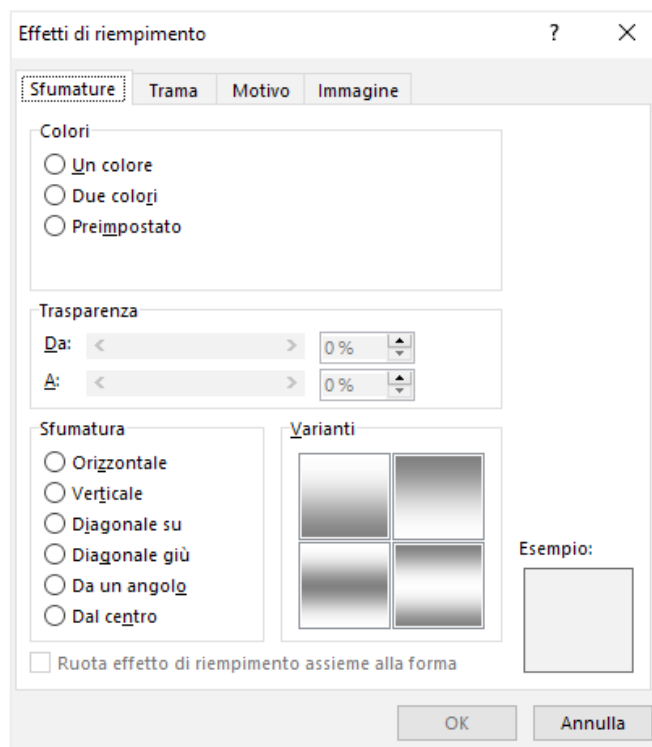 Effetti di riempimento ?
Sfumature Trama Motivo Immagine
Colori
Un colore
Due colori
Preimpostato
Trasparenza
Da: 0 %
A: 0 %
Sfumatura
Orizzontale
Verticale
Diagonale su
Diagonale giù
Da un angolo
Dal centro
Varianti
Esempio:
Ruota effetto di riempimento assieme alla forma
OK Annulla